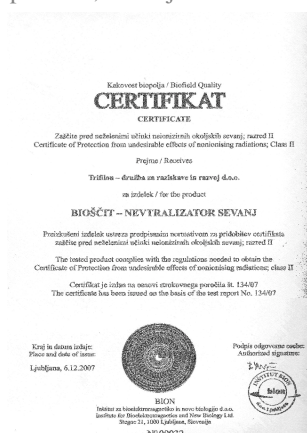 Kakovost biopolja / Biofield Quality
CERTIFIKAT
CERTIFICATE
Zaščite pred neželenimi učinki neionizirnih okoljskih sevanj; razred II
Certificate of Protection from undesirable effects of nonionising radiations; Class II
Prejme / Receives
Trifilon – družba za raziskave in razvoj d.o.o.
za izdelek / for the product
BIOŠČIT – NEVTRALIZATOR SEVANJ
Preizkušeni izdelek ustreza predpisanim normativom za pridobitev certifikata
zaščite pred neželenimi učinki neionizirnih okoljskih sevanj; razred II
The tested product complies with the regulations needed to obtain the
Certificate of Protection from undesirable effects of nonionising radiations; class II
Certifikat je izdan na osnovi strokovnega poročila št. 134/07
The certificate has been issued on the basis of the test report No. 134/07
Kraj in datum izdaje:
Place and date of issue:
Ljubljana, 6.12.2007
Podpis odgovorne osebe:
Authorized signature:
INŠTITUT BION
bion
BION
Inštitut za bioelektromagnetiko in novo biologijo d.o.o.
Institute for Bioelectromagnetics and New Biology Ltd.
Stegne 21, 1000 Ljubljana, Slovenija